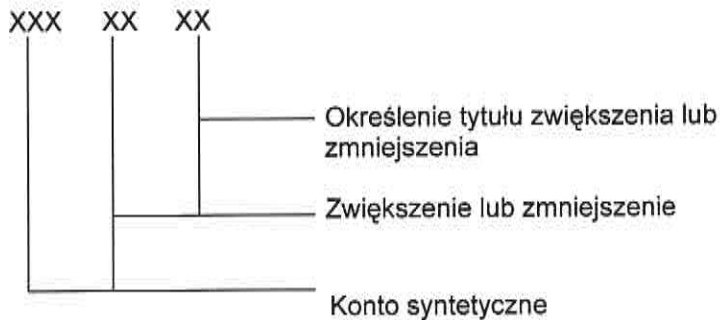 XXX XX XX
Określenie tytułu zwiększenia lub
zmniejszenia
Zwiększenie lub zmniejszenie
Konto syntetyczne